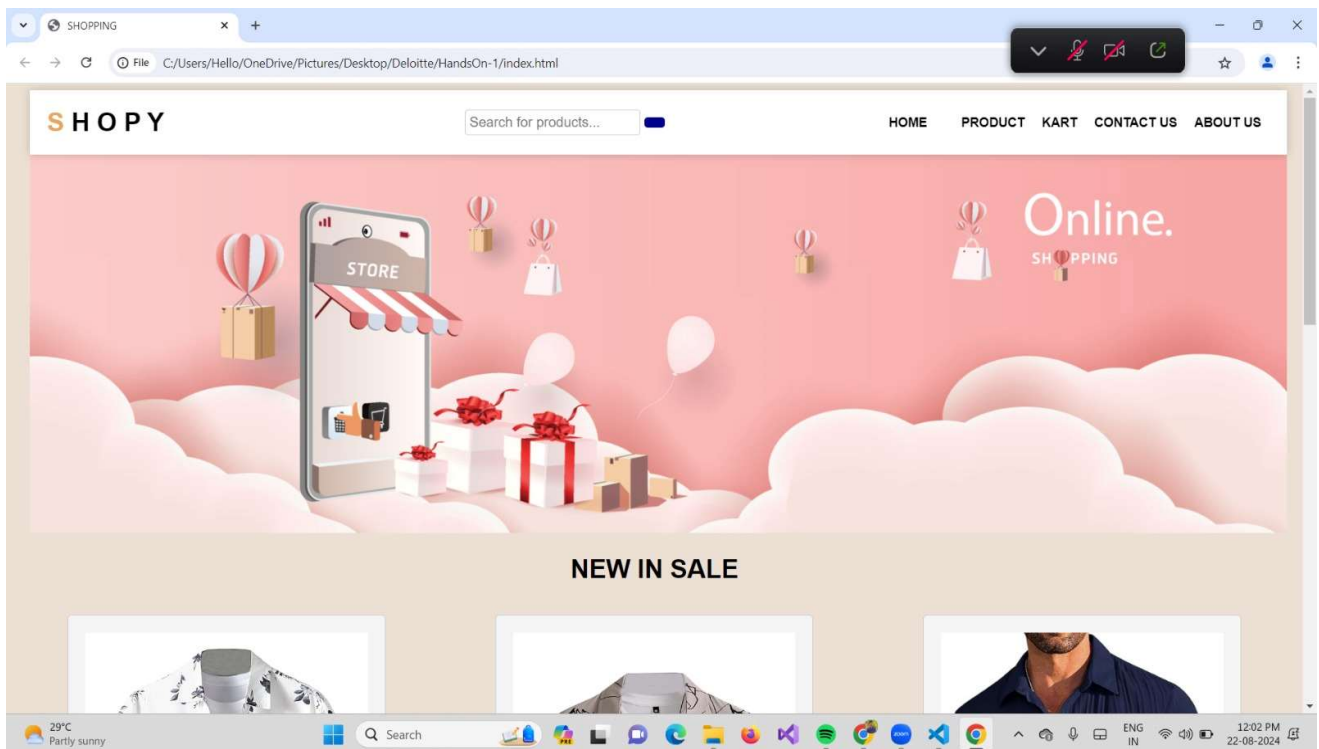 SHOPPING
File C:/Users/Hello/OneDrive/Pictures/Desktop/Deloitte/HandsOn-1/index.html
SHOPY Search for products... HOME PRODUCT KART CONTACT US ABOUT US
Online.
SHOPPING
STORE
NEW IN SALE
29°C
Partly sunny
Search
PRE
zoom
ENG
IN
12:02 PM
22-08-2024